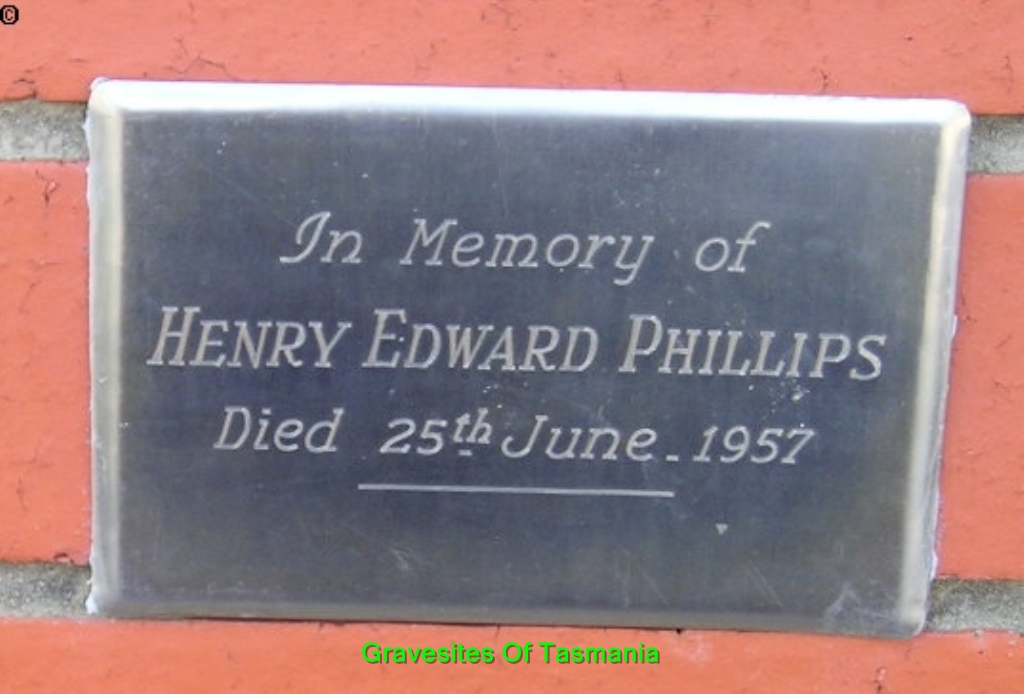 ©
In Memory of
HENRY EDWARD PHILLIPS
Died 25th June. 1957
Gravesites Of Tasmania